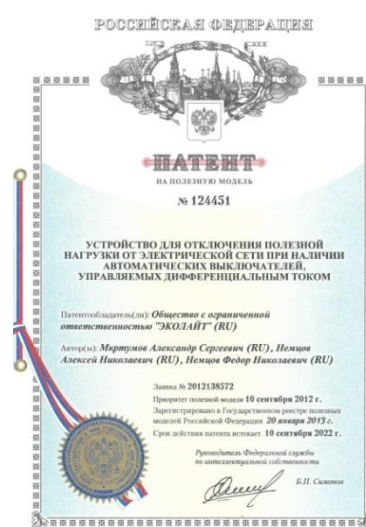 РОССИЙСКАЯ ФЕДЕРАЦИЯ
ПАТЕНТ
НА ПОЛЕЗНУЮ МОДЕЛЬ
№ 124451
УСТРОЙСТВО ДЛЯ ОТКЛЮЧЕНИЯ ПОЛЕЗНОЙ
НАГРУЗКИ ОТ ЭЛЕКТРИЧЕСКОЙ СЕТИ ПРИ НАЛИЧИИ
АВТОМАТИЧЕСКИХ ВЫКЛЮЧАТЕЛЕЙ,
УПРАВЛЯЕМЫХ ДИФФЕРЕНЦИАЛЬНЫМ ТОКОМ
Патентообладатель(ли): Общество с ограниченной
ответственностью "ЭКОЛАЙТ" (RU)
Автор(ы): Мкртумов Александр Сергеевич (RU), Немцов
Алексей Николаевич (RU), Немцов Федор Николаевич (RU)
Заявка № 2012138572
Приоритет полезной модели 10 сентября 2012 г.
Зарегистрировано в Государственном реестре полезных
моделей Российской Федерации 20 января 2013 г.
Срок действия патента истекает 10 сентября 2022 г.
Руководитель Федеральной службы
по интеллектуальной собственности
Б.П. Симонов